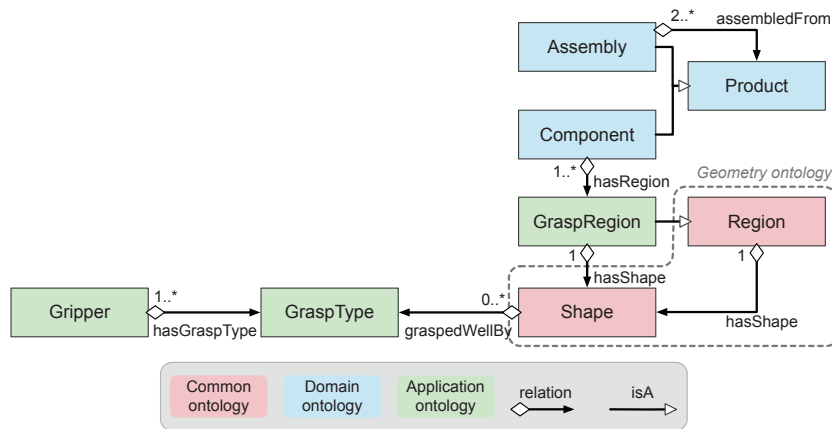 2..*
assembledFrom
Assembly
Product
Component
1..*
hasRegion
Geometry ontology
GraspRegion
Region
1
1
hasShape
1..*
0..*
Gripper
GraspType
Shape
hasGraspType
graspedWellBy
hasShape
Common
ontology
Domain
ontology
Application
ontology
relation
isA